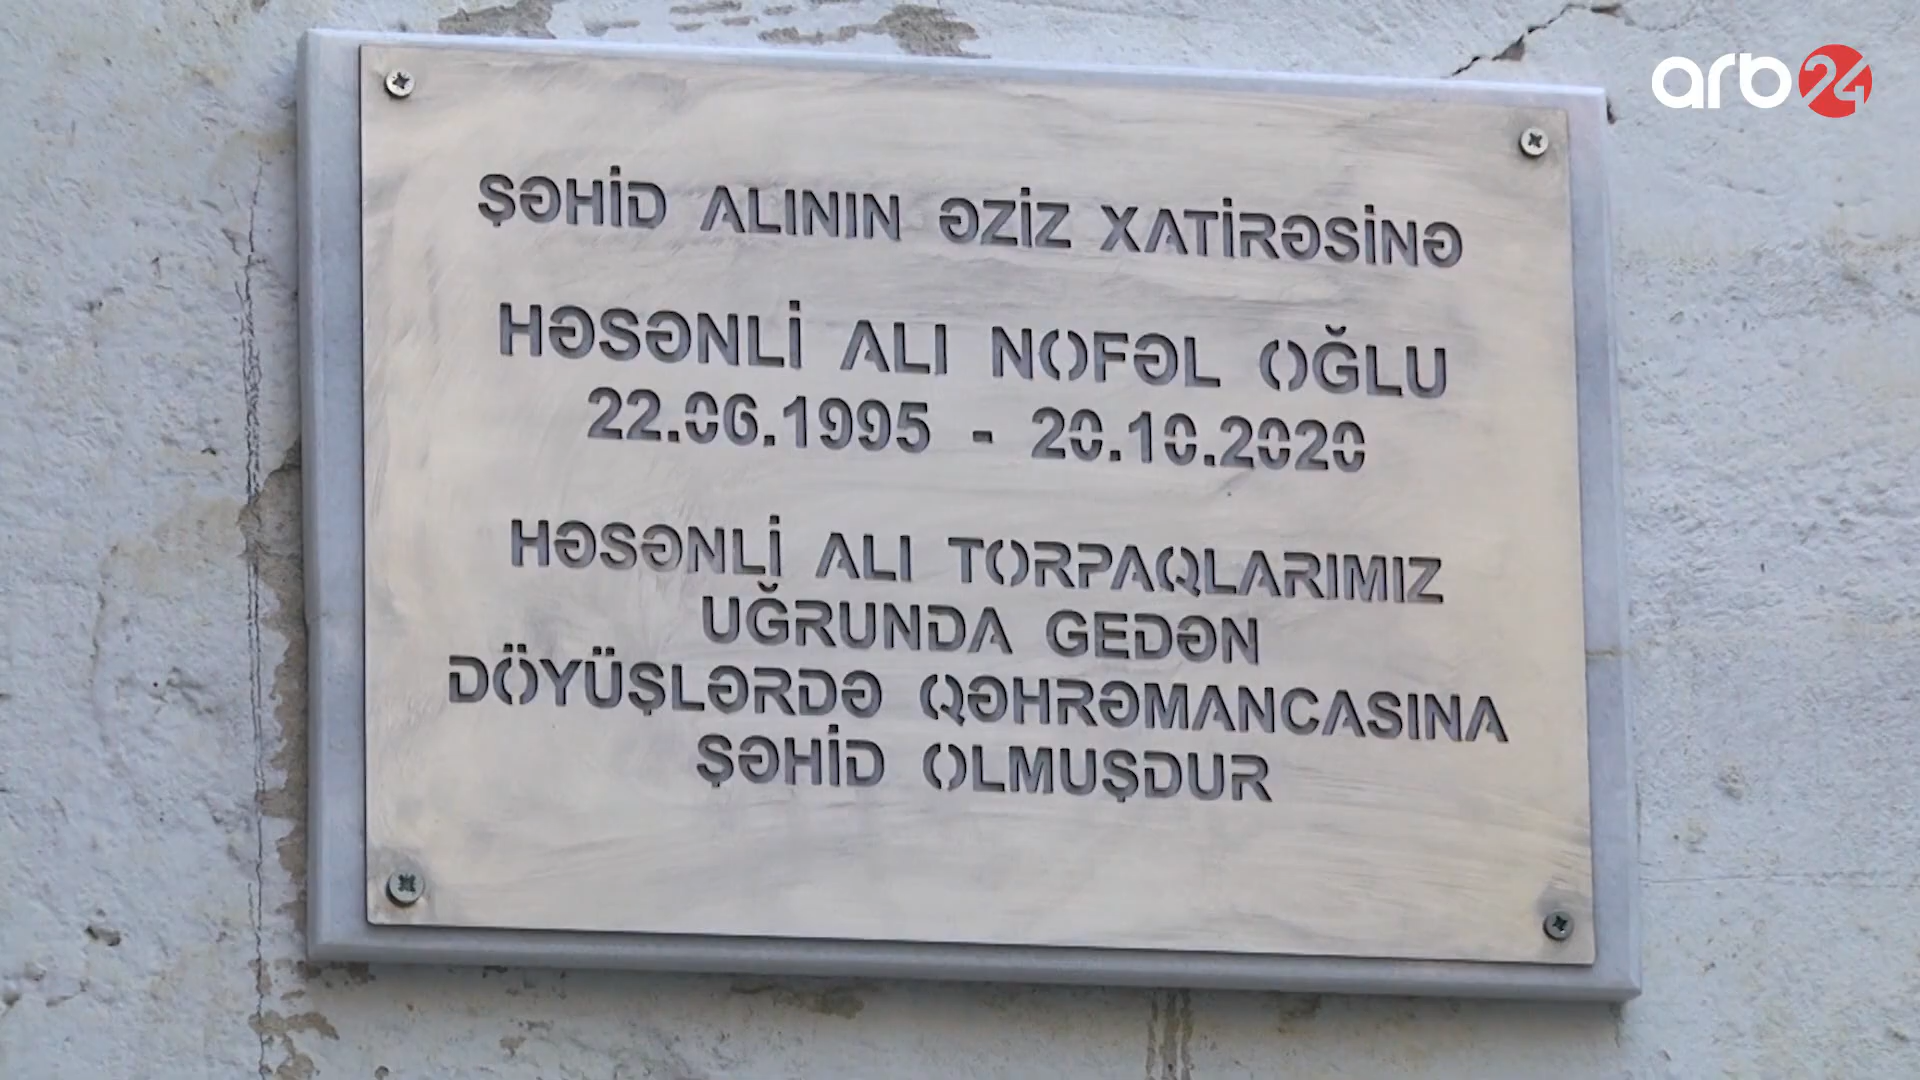 arb24
ŞƏHİD ALININ ƏZİZ XATİRƏSİNƏ
HƏSƏNLİ ALI NOFƏL OĞLU
22.06.1995 - 20.10.2020
HƏSƏNLİ ALI TORPAQLARIMIZ
UĞRUNDA GEDƏN
DÖYÜŞLƏRDƏ QƏHRƏMANCASINA
ŞƏHİD OLMUŞDUR